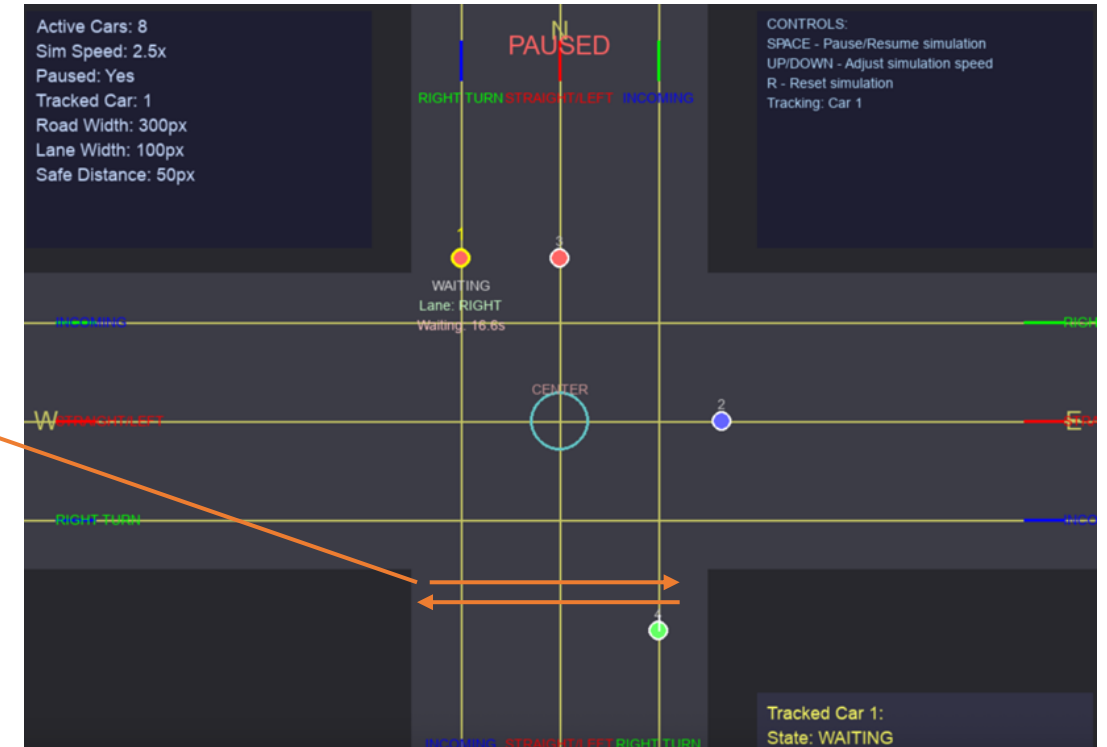 Active Cars: 8
Sim Speed: 2.5x
Paused: Yes
Tracked Car: 1
Road Width: 300px
Lane Width: 100px
Safe Distance: 50px
N
PAUSED
RIGHT TURN STRAIGHT/LEFT INCOMING
CONTROLS:
SPACE - Pause/Resume simulation
UP/DOWN - Adjust simulation speed
R - Reset simulation
Tracking: Car 1
1
3
WAITING
Lane: RIGHT
Waiting: 16.6s
INCOMING
RIGH
CENTER
2
W STRAIGHT/LEFT
E STRA
RIGHT TURN
INCO
4
INCOMING STRAIGHT/LEFT RIGHT TURN
Tracked Car 1:
State: WAITING